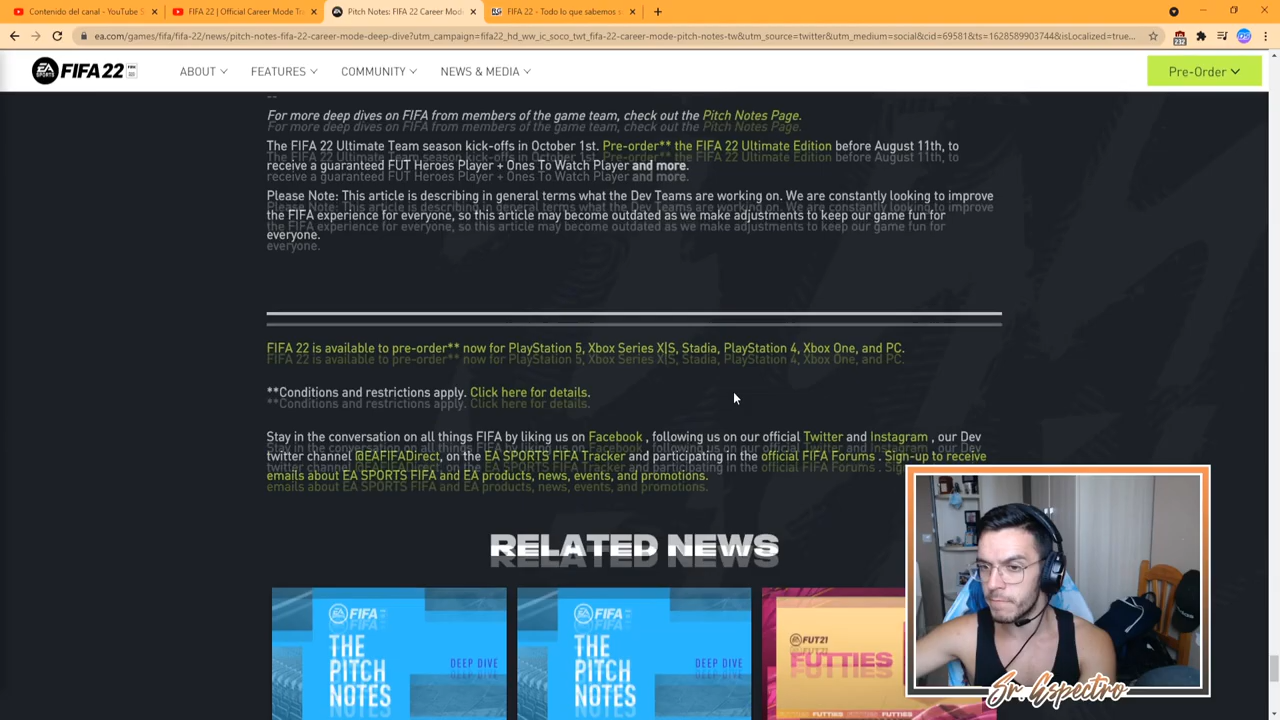 Contenido del canal - YouTube S
FIFA 22 | Official Career Mode Tr
Pitch Notes: FIFA 22 Career Mod
FIFA 22 - Todo lo que sabemos s
ea.com/games/fifa/fifa-22/news/pitch-notes-fifa-22-career-mode-deep-dive?utm_campaign=fifa22_hd_ww_ic_soco_twt_fifa-22-career-mode-pitch-notes-tw&utm_source=twitter&utm_medium=social&cid=69581&ts=1628589903744&isLocalized=true...
232
EA SPORTS FIFA 22
ABOUT
FEATURES
COMMUNITY
NEWS & MEDIA
Pre-Order
--
For more deep dives on FIFA from members of the game team, check out the Pitch Notes Page.
The FIFA 22 Ultimate Team season kick-offs in October 1st. Pre-order** the FIFA 22 Ultimate Edition before August 11th, to
receive a guaranteed FUT Heroes Player + Ones To Watch Player and more.
Please Note: This article is describing in general terms what the Dev Teams are working on. We are constantly looking to improve
the FIFA experience for everyone, so this article may become outdated as we make adjustments to keep our game fun for
everyone.
FIFA 22 is available to pre-order** now for PlayStation 5, Xbox Series X|S, Stadia, PlayStation 4, Xbox One, and PC.
**Conditions and restrictions apply. Click here for details.
Stay in the conversation on all things FIFA by liking us on Facebook , following us on our official Twitter and Instagram , our Dev
twitter channel @EAFIFADirect, on the EA SPORTS FIFA Tracker and participating in the official FIFA Forums . Sign-up to receive
emails about EA SPORTS FIFA and EA products, news, events, and promotions.
RELATED NEWS
FIFA
THE
PITCH
NOTES
DEEP DIVE
FIFA
THE
PITCH
NOTES
DEEP DIVE
FUT21
FUTTIES
FUTTIES
FUTTIES
Sr. Espectro